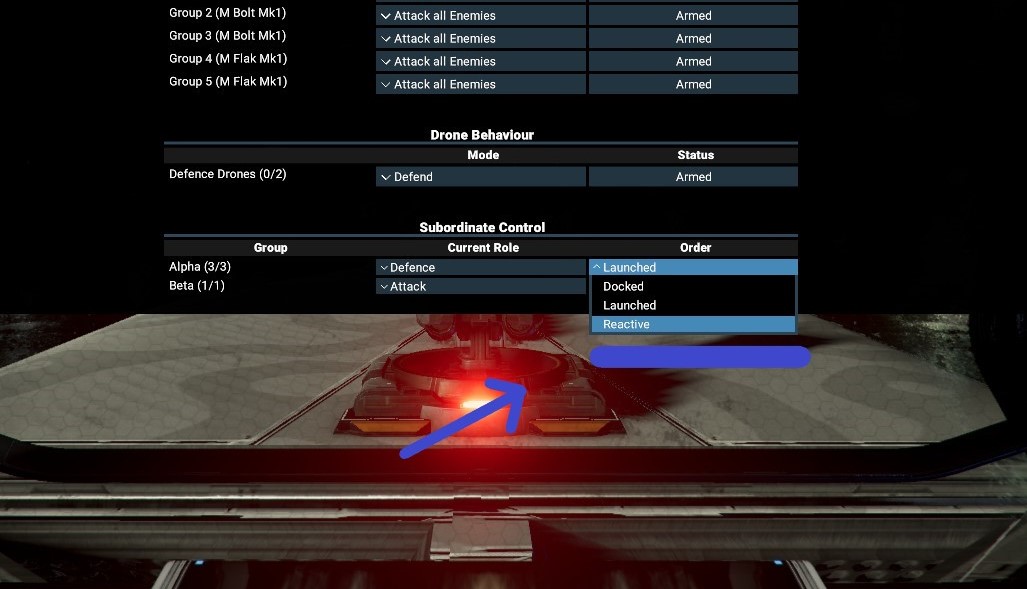 Group 2 (M Bolt Mk1) Attack all Enemies Armed
Group 3 (M Bolt Mk1) Attack all Enemies Armed
Group 4 (M Flak Mk1) Attack all Enemies Armed
Group 5 (M Flak Mk1) Attack all Enemies Armed
Drone Behaviour
Mode Status
Defence Drones (0/2) Defend Armed
Subordinate Control
Group Current Role Order
Alpha (3/3) Defence Launched
Beta (1/1) Attack Docked
Launched
Reactive